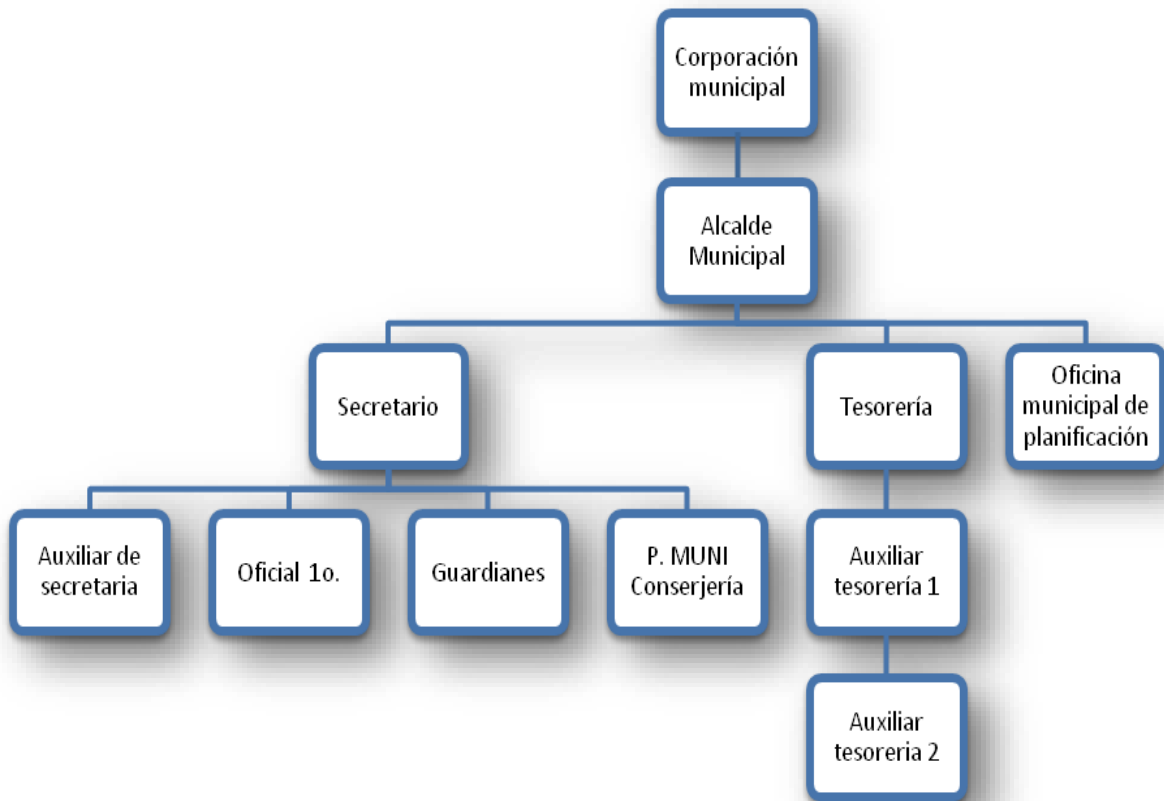 Corporación
municipal
Alcalde
Municipal
Secretario
Tesorería
Oficina
municipal de
planificación
Auxiliar de
secretaria
Oficial 1o.
Guardianes
P. MUNI
Conserjería
Auxiliar
tesorería 1
Auxiliar
tesoreria 2